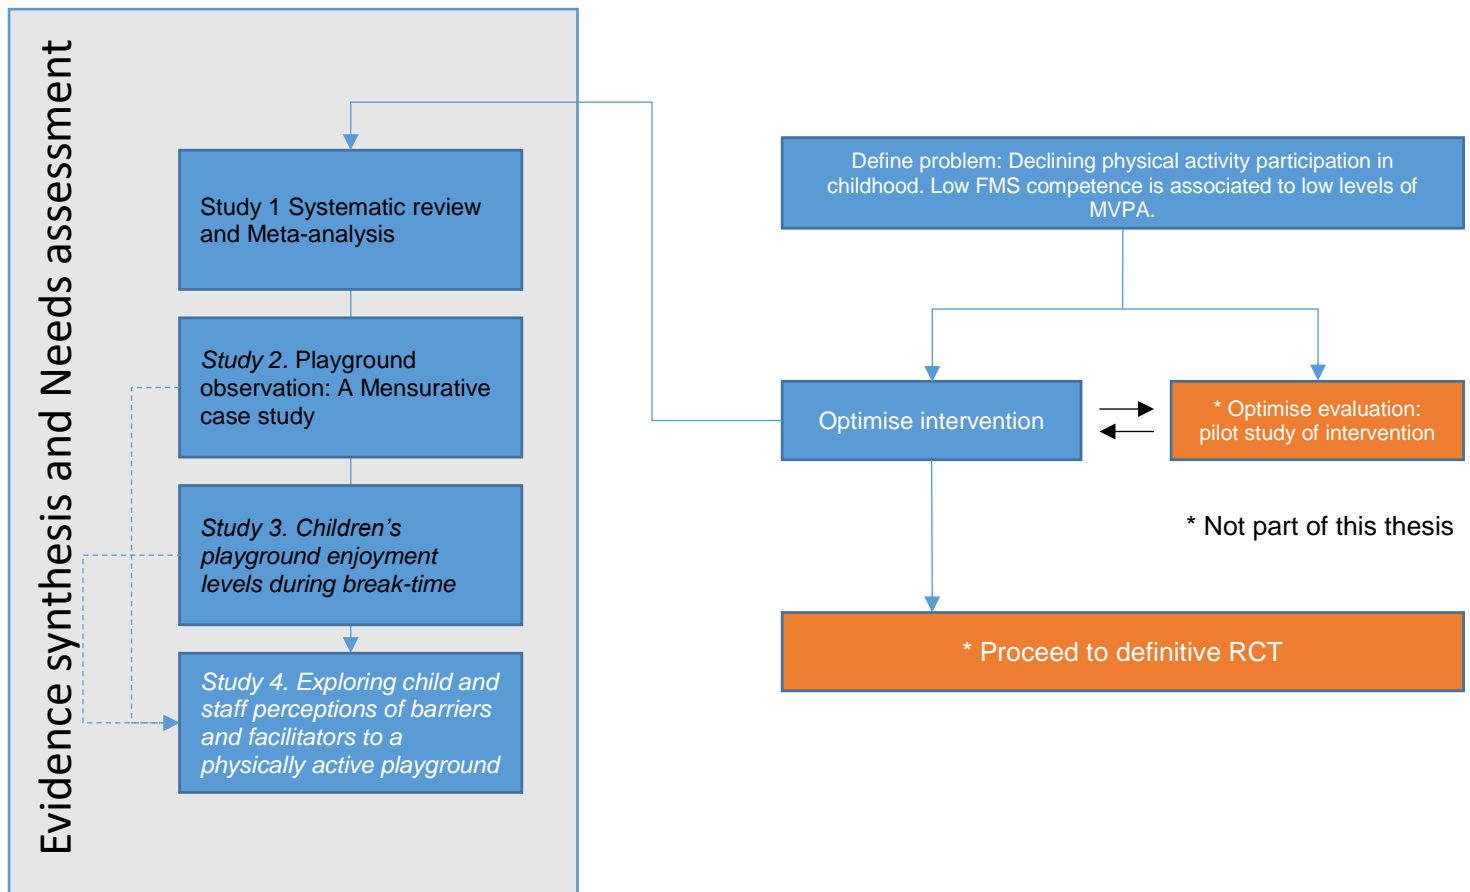 Evidence synthesis and Needs assessment
Study 1 Systematic review
and Meta-analysis
Study 2. Playground
observation: A Mensurative
case study
Study 3. Children’s
playground enjoyment
levels during break-time
Study 4. Exploring child and
staff perceptions of barriers
and facilitators to a
physically active playground
Define problem: Declining physical activity participation in
childhood. Low FMS competence is associated to low levels of
MVPA.
Optimise intervention
* Optimise evaluation:
pilot study of intervention
* Not part of this thesis
* Proceed to definitive RCT